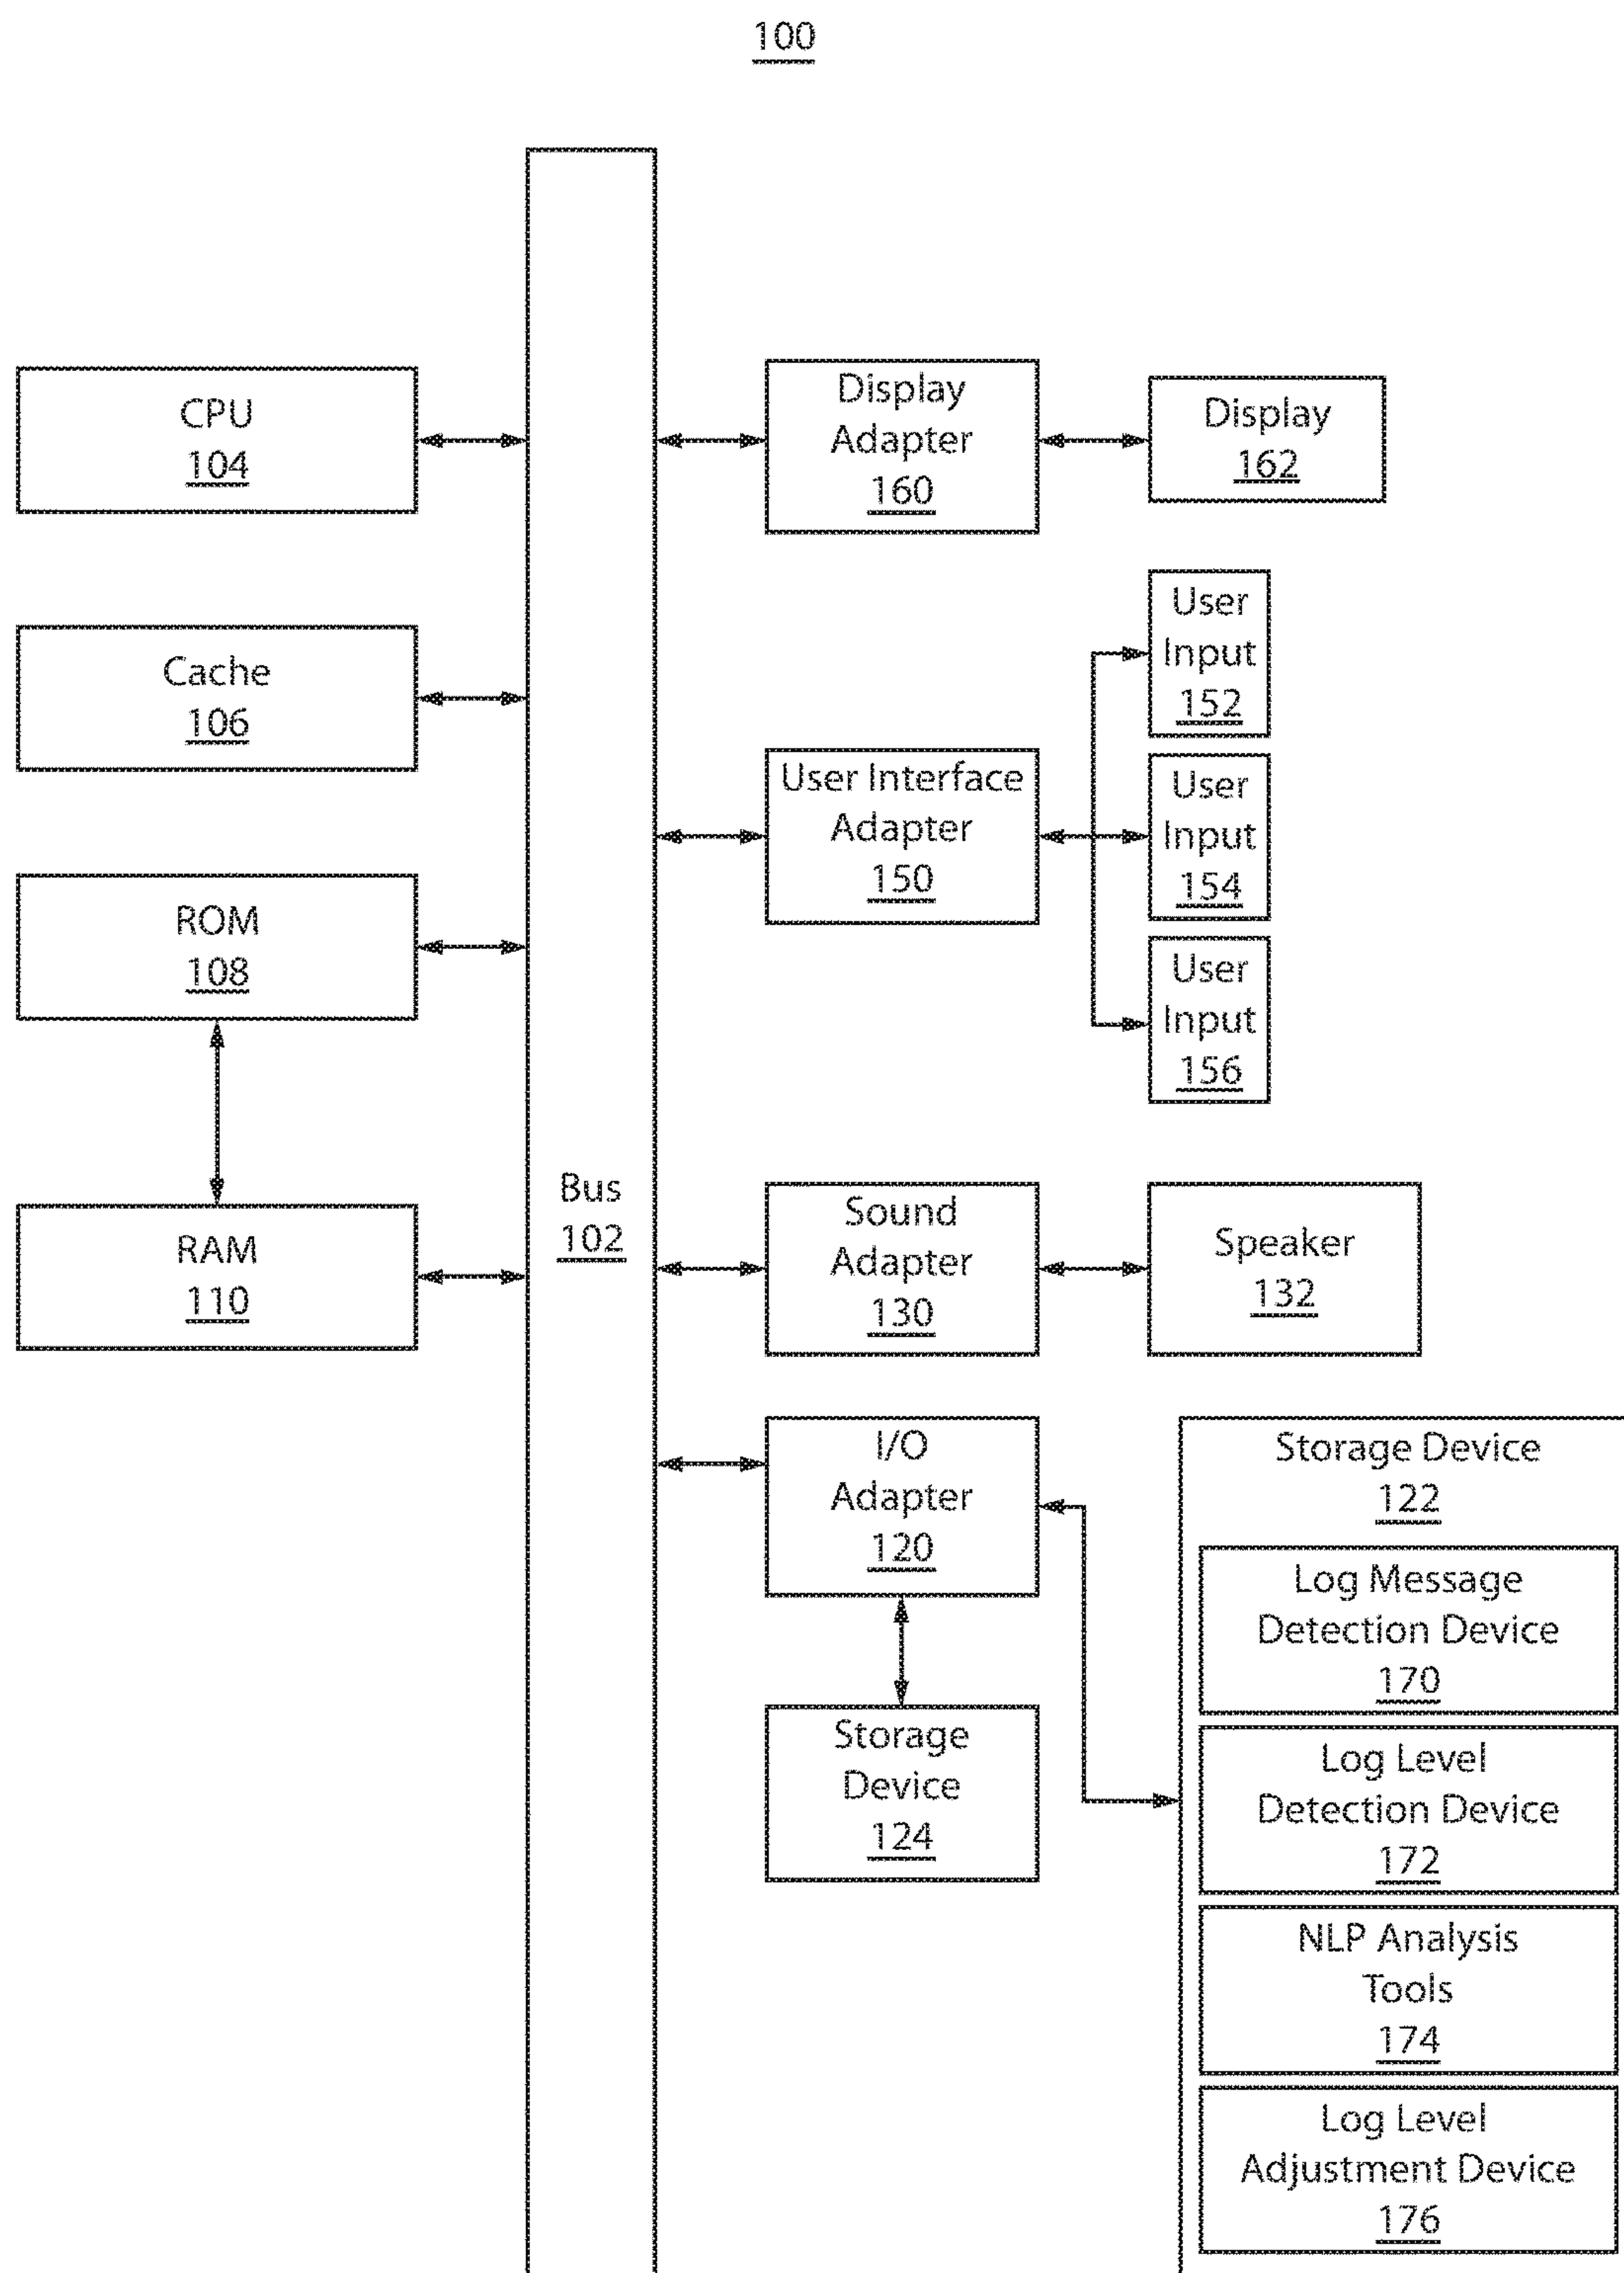 100
CPU
104
Cache
106
ROM
108
RAM
110
Bus
102
Display
Adapter
160
Display
162
User Interface
Adapter
150
User
Input
152
User
Input
154
User
Input
156
Sound
Adapter
130
Speaker
132
I/O
Adapter
120
Storage
Device
124
Storage Device
122
Log Message
Detection Device
170
Log Level
Detection Device
172
NLP Analysis
Tools
174
Log Level
Adjustment Device
176